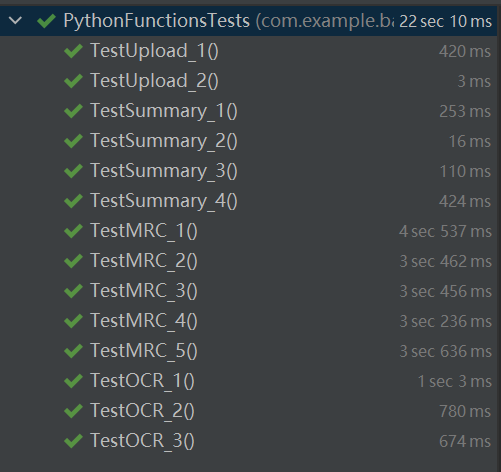 PythonFunctionsTests (com.example.ba 22 sec 10 ms
TestUpload_1() 420 ms
TestUpload_2() 3 ms
TestSummary_1() 253 ms
TestSummary_2() 16 ms
TestSummary_3() 110 ms
TestSummary_4() 424 ms
TestMRC_1() 4 sec 537 ms
TestMRC_2() 3 sec 462 ms
TestMRC_3() 3 sec 456 ms
TestMRC_4() 3 sec 236 ms
TestMRC_5() 3 sec 636 ms
TestOCR_1() 1 sec 3 ms
TestOCR_2() 780 ms
TestOCR_3() 674 ms